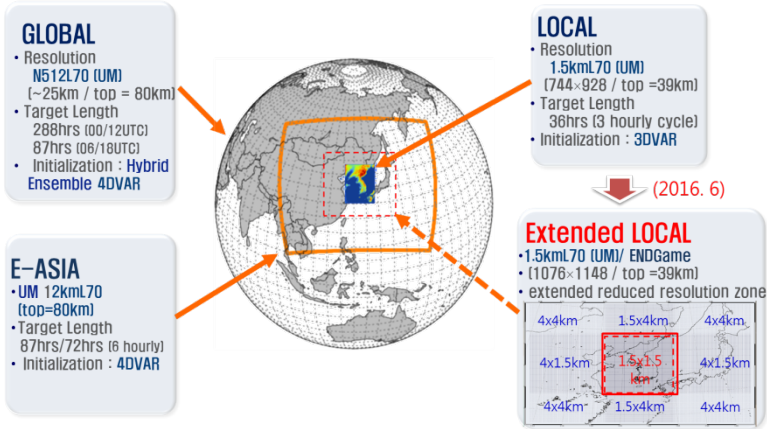 GLOBAL
• Resolution
N512L70 (UM)
(~25km / top = 80km)
• Target Length
288hrs (00/12UTC)
87hrs (06/18UTC)
• Initialization : Hybrid
Ensemble 4DVAR
LOCAL
• Resolution
1.5kmL70 (UM)
(744×928 / top =39km)
• Target Length
36hrs (3 hourly cycle)
• Initialization : 3DVAR
(2016. 6)
E-ASIA
•UM 12kmL70
(top=80km)
•Target Length
87hrs/72hrs (6 hourly)
• Initialization : 4DVAR
Extended LOCAL
•1.5kmL70 (UM)/ ENDGame
• (1076×1148 / top =39km)
• extended reduced resolution zone
4x4km 1.5x4km 4x4km
4x1.5km 1.5x1.5 km 4x1.5km
4x4km 1.5x4km 4x4km